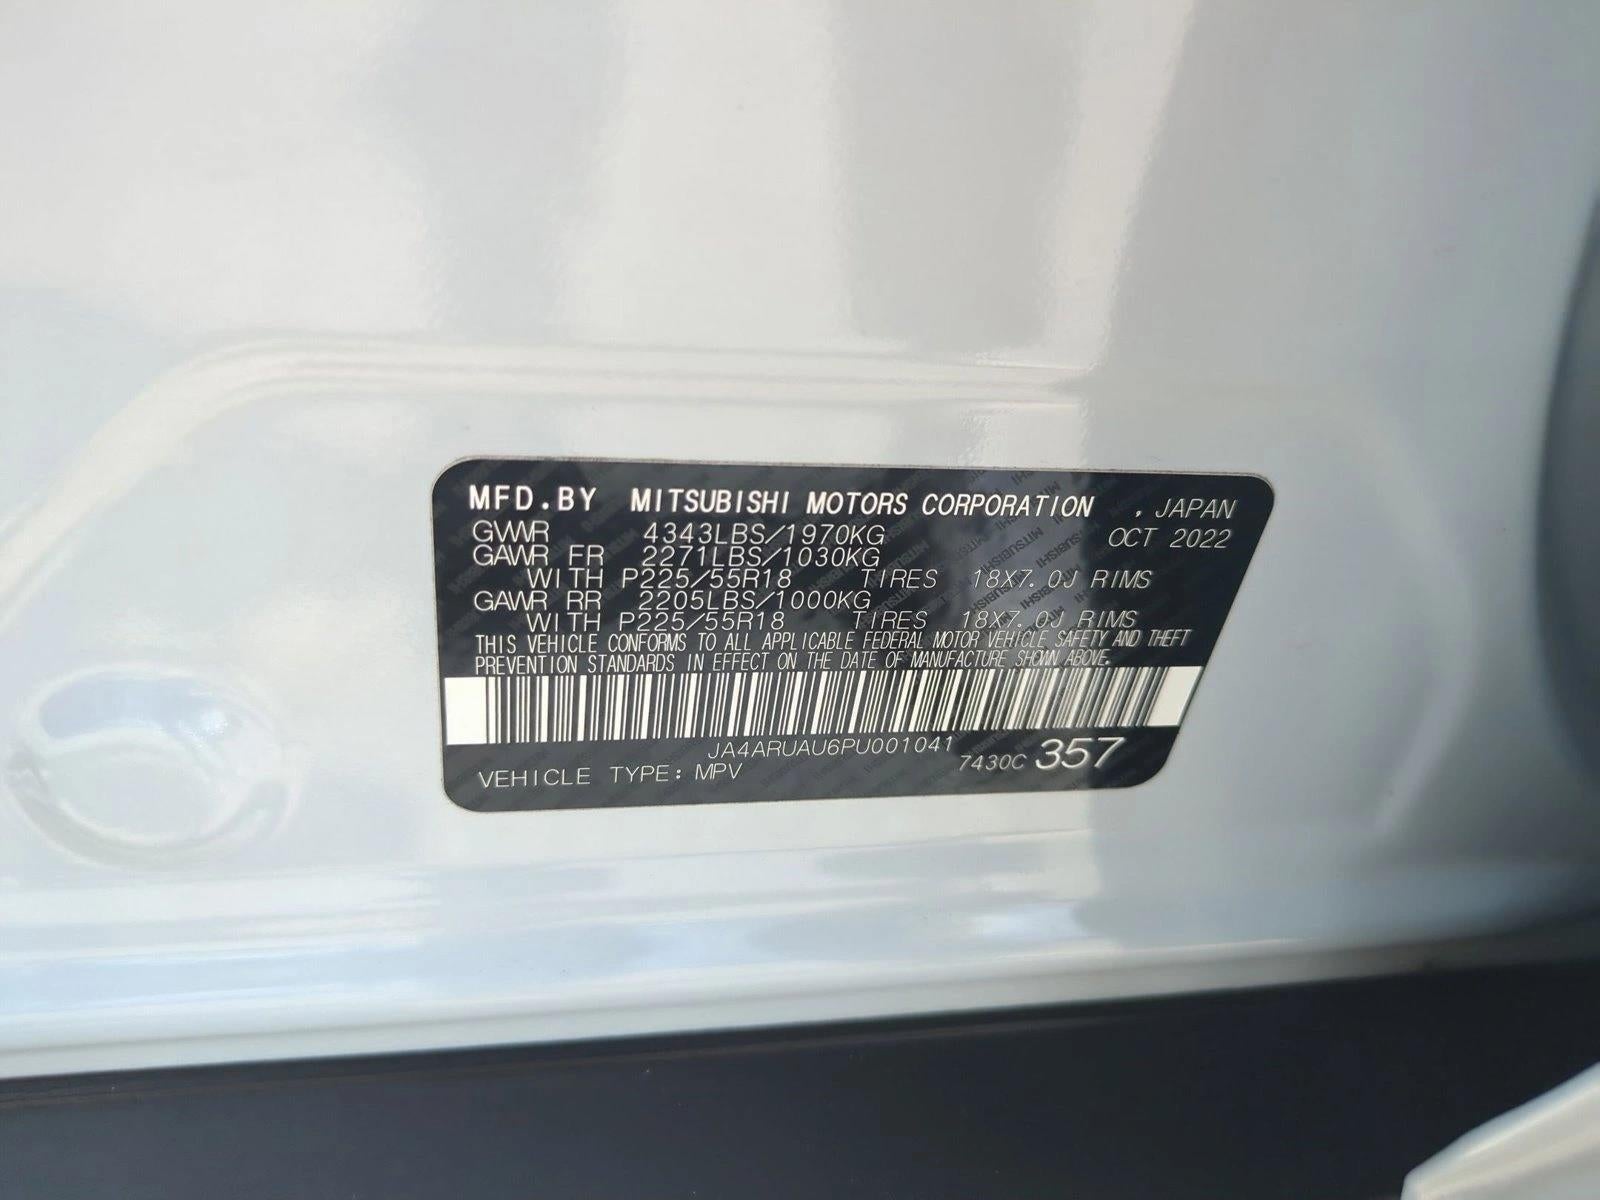 MFD.BY MITSUBISHI MOTORS CORPORATION , JAPAN
GVWR 4343LBS/1970KG OCT 2022
GAWR FR 2271LBS/1030KG
WITH P225/55R18 TIRES 18X7.0J RIMS
GAWR RR 2205LBS/1000KG
WITH P225/55R18 TIRES 18X7.0J RIMS
THIS VEHICLE CONFORMS TO ALL APPLICABLE FEDERAL MOTOR VEHICLE SAFETY AND THEFT
PREVENTION STANDARDS IN EFFECT ON THE DATE OF MANUFACTURE SHOWN ABOVE.
JA4ARUAU6PU001041
VEHICLE TYPE: MPV 7430C 357